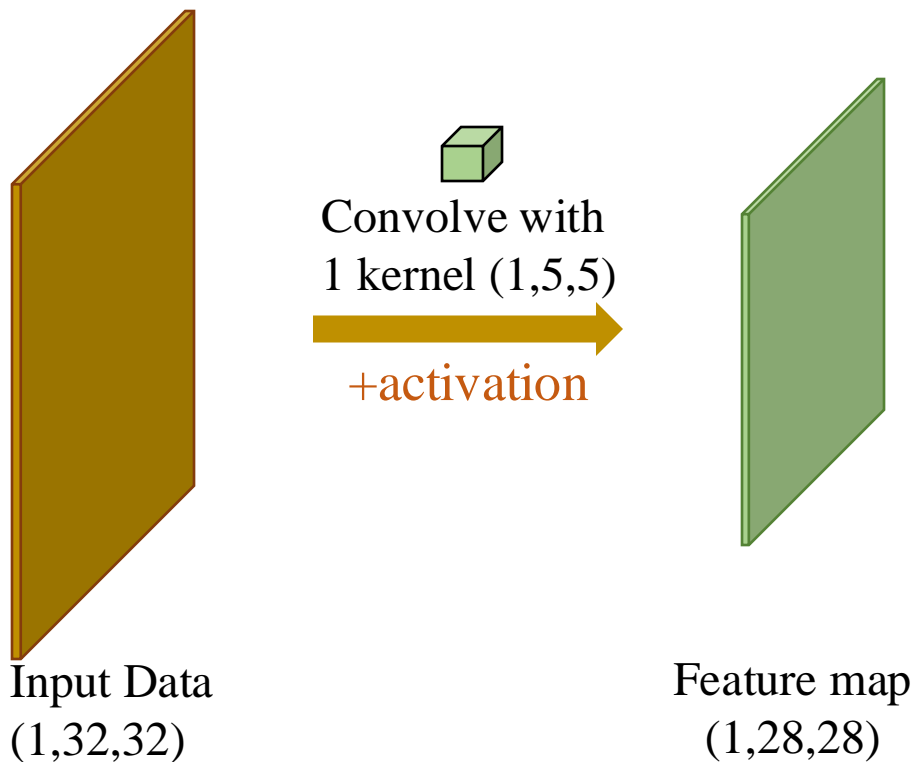 Convolve with
1 kernel (1,5,5)
+activation
Input Data
(1,32,32)
Feature map
(1,28,28)